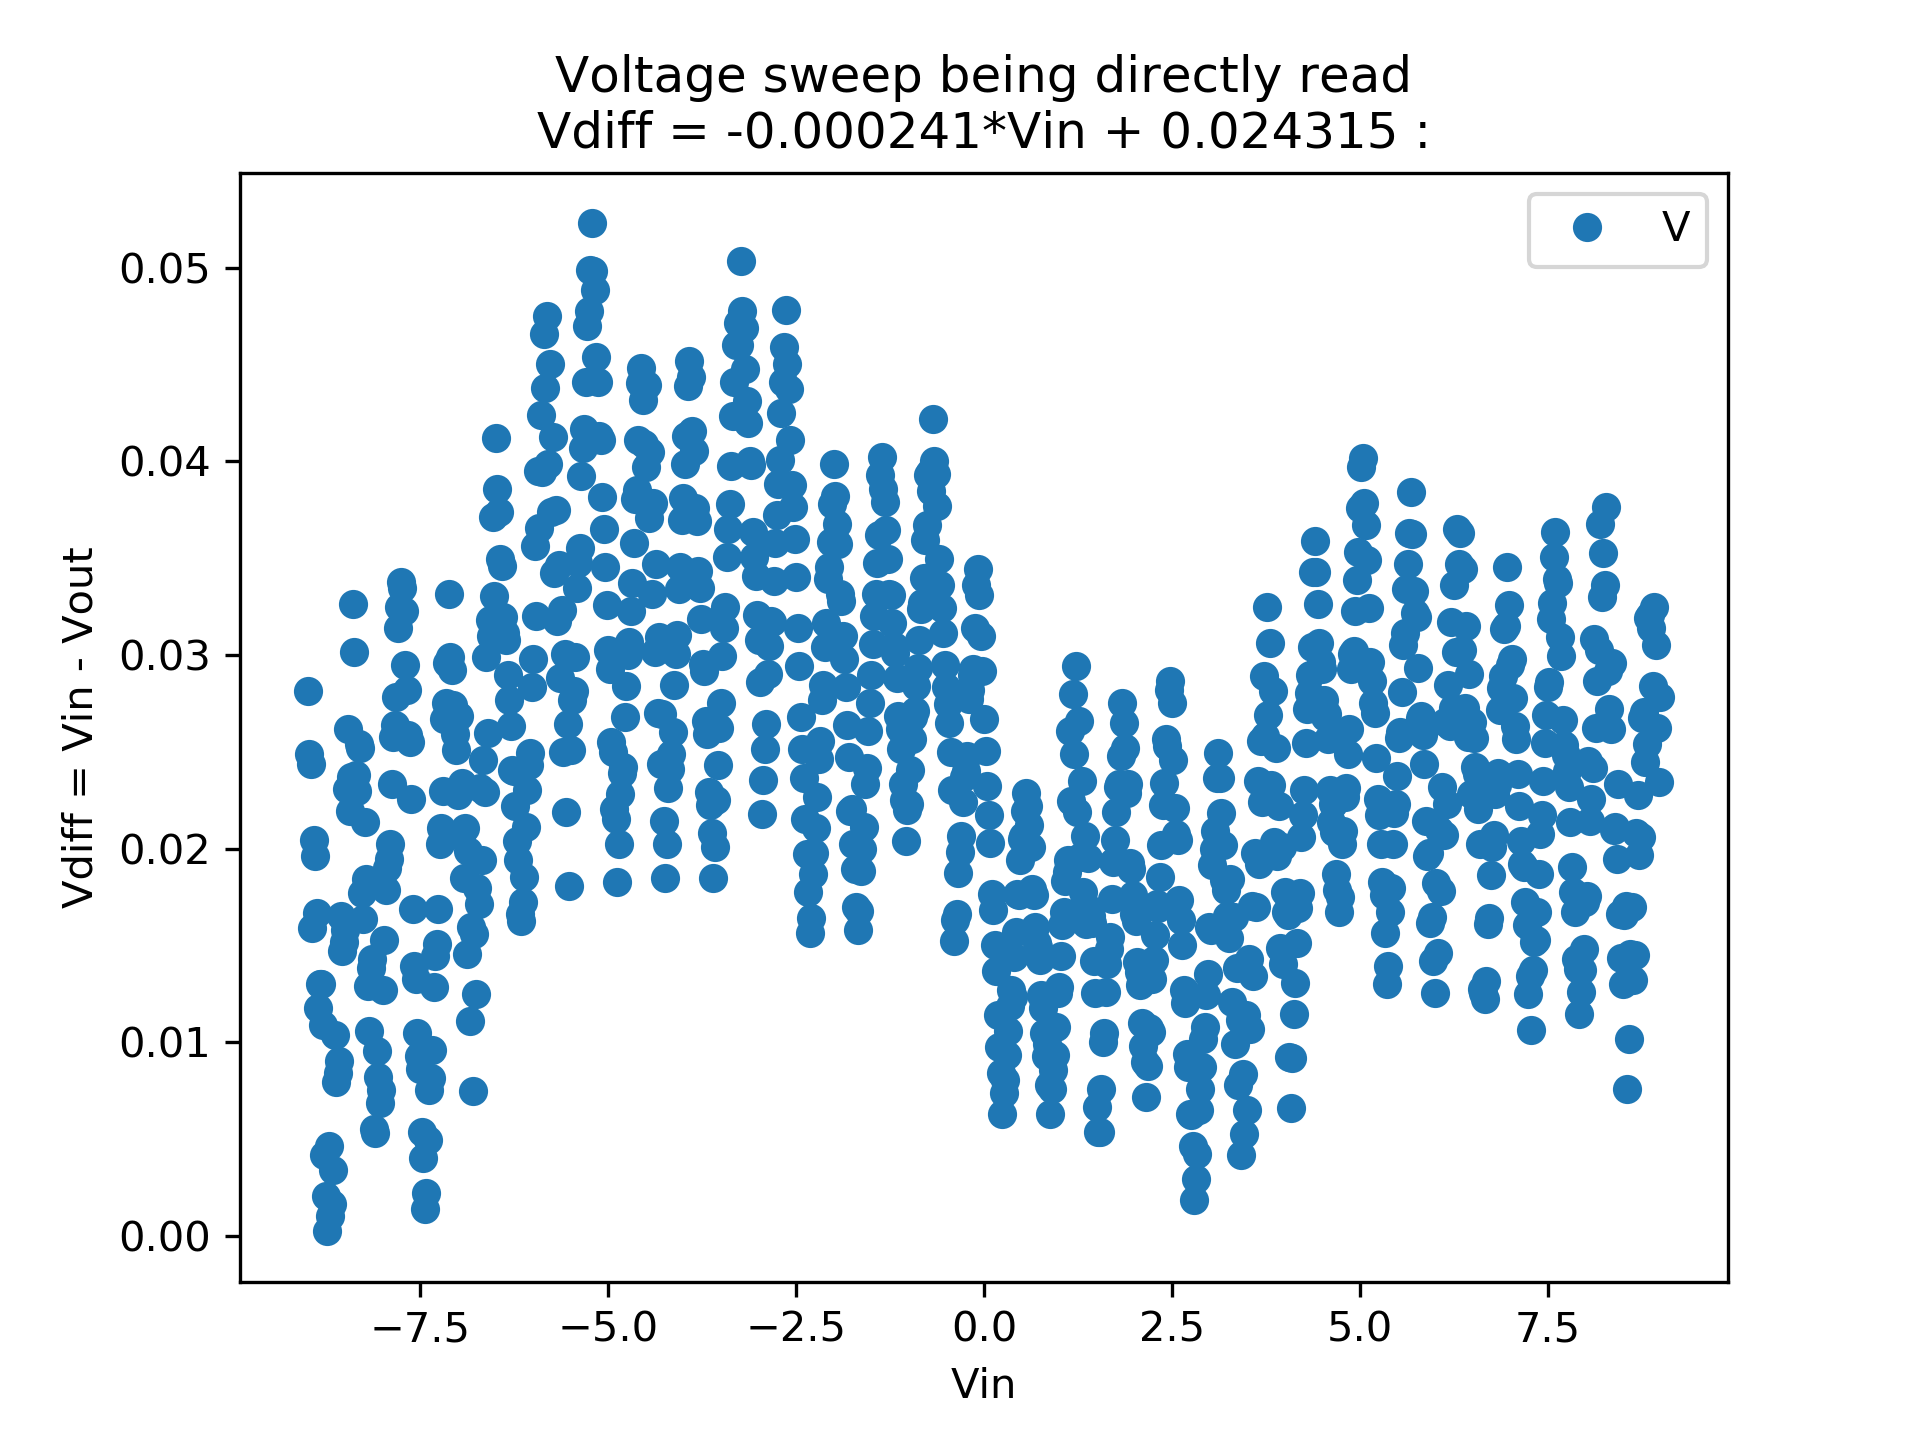 Voltage sweep being directly read
Vdiff = -0.000241*Vin + 0.024315 :
V
Vdiff = Vin - Vout
0.05
0.04
0.03
0.02
0.01
0.00
−7.5 −5.0 −2.5 0.0 2.5 5.0 7.5
Vin